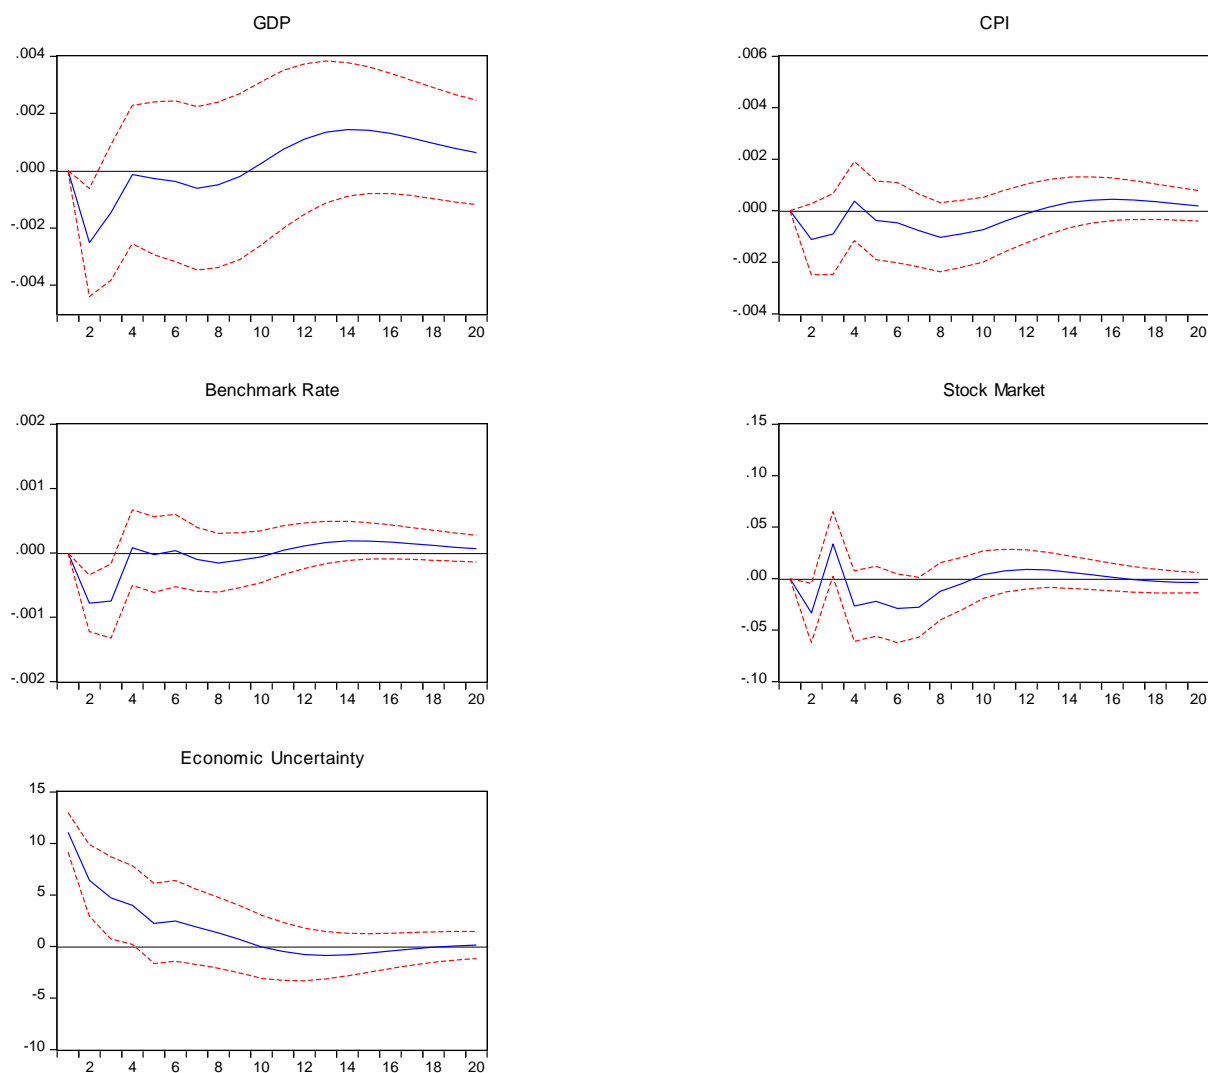 GDP
.004
.002
.000
-.002
-.004
2 4 6 8 10 12 14 16 18 20
CPI
.006
.004
.002
.000
-.002
-.004
2 4 6 8 10 12 14 16 18 20
Benchmark Rate
.002
.001
.000
-.001
-.002
2 4 6 8 10 12 14 16 18 20
Stock Market
.15
.10
.05
.00
-.05
-.10
2 4 6 8 10 12 14 16 18 20
Economic Uncertainty
15
10
5
0
-5
-10
2 4 6 8 10 12 14 16 18 20